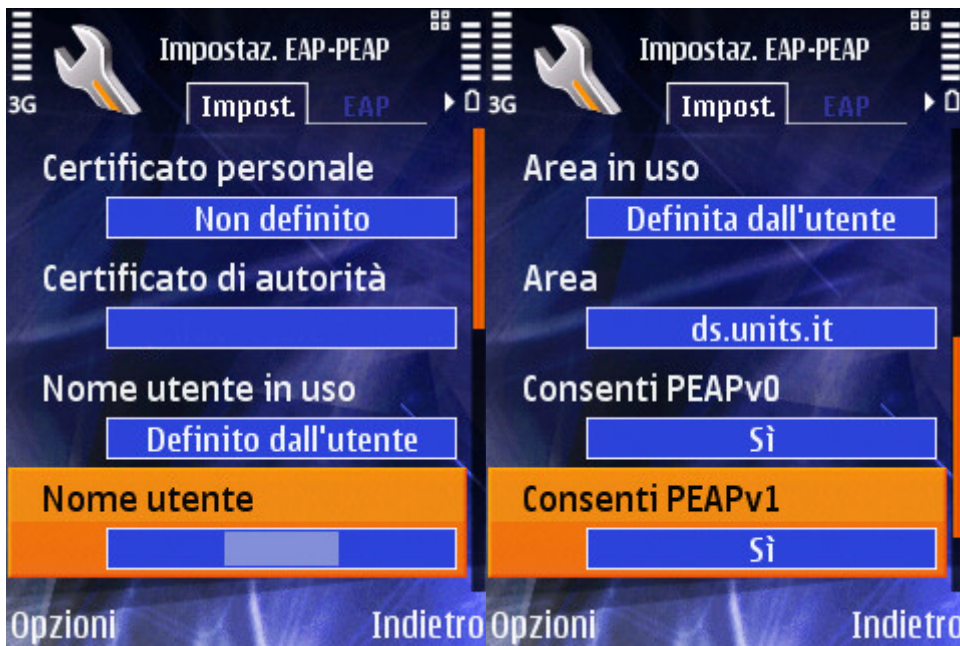 Impostaz. EAP-PEAP
3G
Impost.
EAP
Certificato personale
Non definito
Certificato di autorità
Nome utente in uso
Definito dall'utente
Nome utente
Opzioni
Indietro
Impostaz. EAP-PEAP
3G
Impost.
EAP
Area in uso
Definita dall'utente
Area
ds.units.it
Consenti PEAPv0
Sì
Consenti PEAPv1
Sì
Opzioni
Indietro